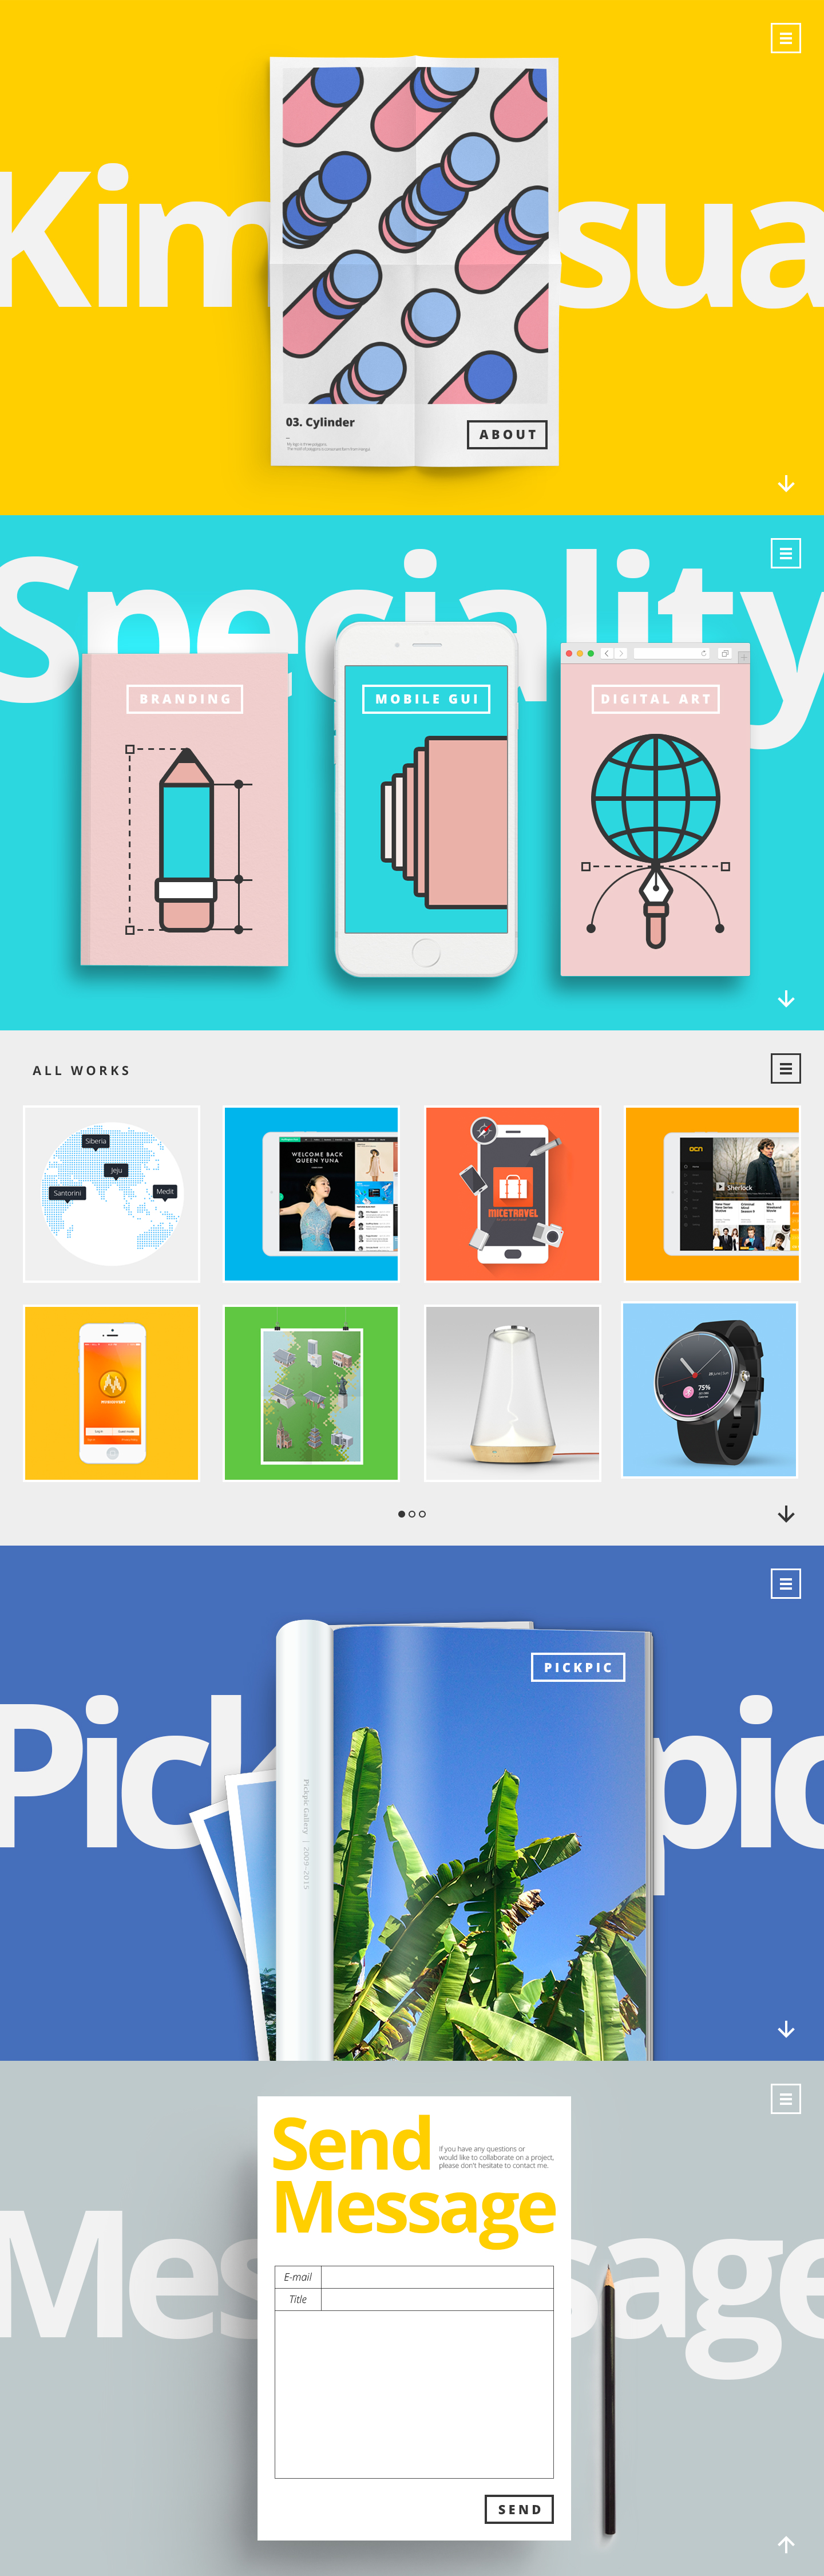 Kim
sua
03. Cylinder
ABOUT
Speciality
BRANDING
MOBILE GUI
DIGITAL ART
ALL WORKS
Siberia
Jeju
Santorini
Medit
WELCOME BACK
QUEEN YUNA
MICETRAVEL
OCN
Sherlock
75%
PICKPIC
Pick
pic
Pickpic Gallery | 2009-2015
Send
If you have any questions or
would like to collaborate on a project,
please don't hesitate to contact me.
Message
Mes
sage
E-mail
Title
SEND